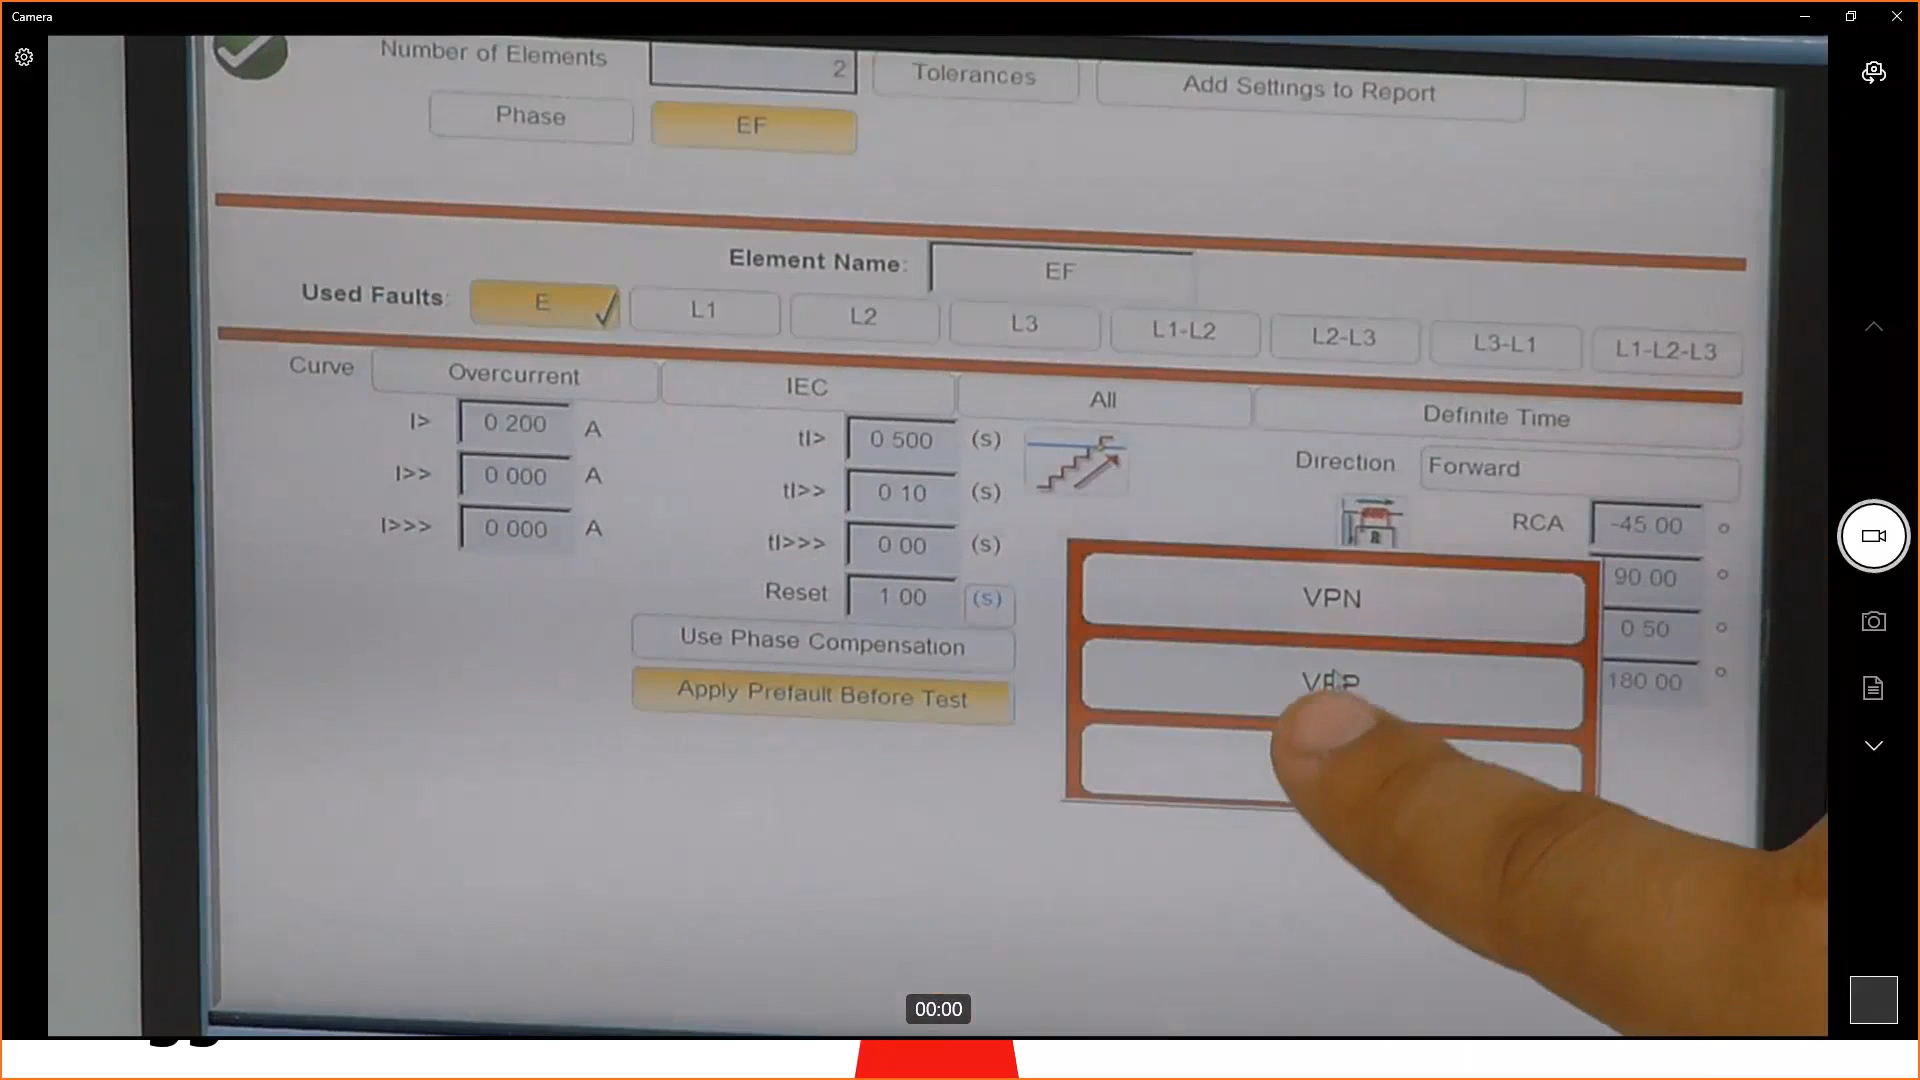 Camera
Number of Elements 2 Tolerances Add Settings to Report
Phase EF
Element Name: EF
Used Faults: E L1 L2 L3 L1-L2 L2-L3 L3-L1 L1-L2-L3
Curve Overcurrent IEC All Definite Time
I> 0.200 A tI> 0.500 (s) Direction Forward
I>> 0.000 A tI>> 0.10 (s) RCA -45.00 °
I>>> 0.000 A tI>>> 0.00 (s) 90.00 °
Reset 1.00 (s) VPN 0.50 °
Use Phase Compensation 180.00 °
Apply Prefault Before Test
00:00